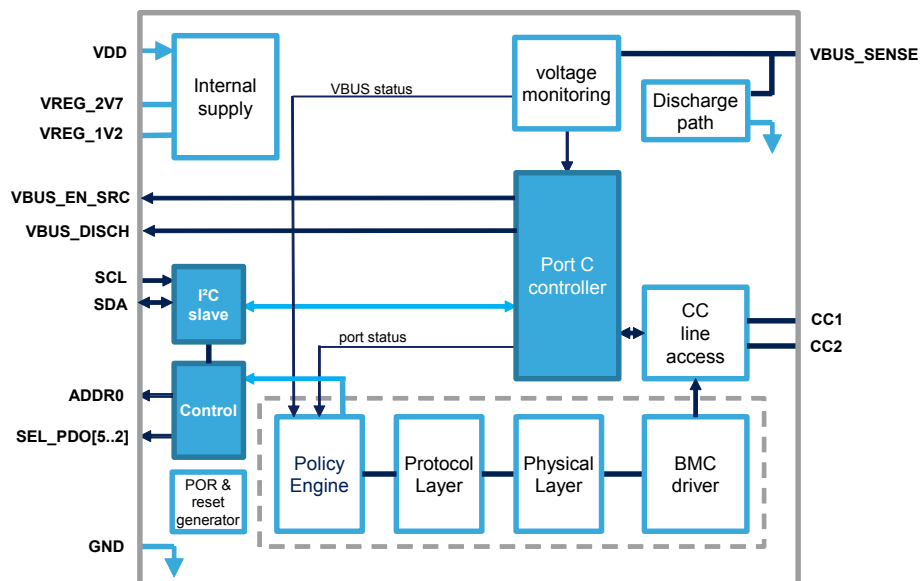 VDD
VREG_2V7
VREG_1V2
Internal
supply
VBUS status
voltage
monitoring
VBUS_SENSE
Discharge
path
VBUS_EN_SRC
VBUS_DISCH
SCL
SDA
I²C
slave
Port C
controller
CC
line
access
CC1
CC2
port status
ADDR0
SEL_PDO[5..2]
Control
Policy
Engine
Protocol
Layer
Physical
Layer
BMC
driver
POR &
reset
generator
GND